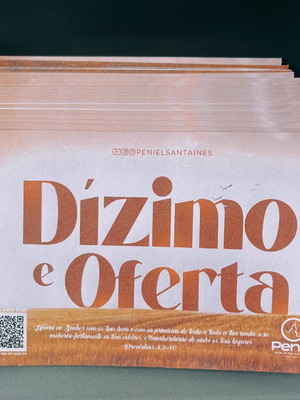 @PENIELSANTAINES
Dízimo
e Oferta
Honra ao Senhor com os teus bens e com as primícias de toda a tua renda; e se
encherão fartamente os teus celeiros, e transbordarão de vinho os teus lagares.
(Provérbios 3:9-10)
Peni